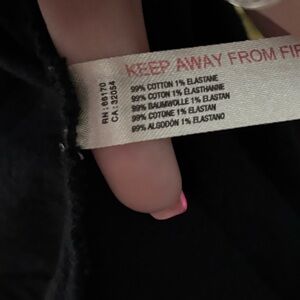 KEEP AWAY FROM FIR
RN: 66170
CA: 32054
99% COTTON 1% ELASTANE
99% COTON 1% ÉLASTHANNE
99% BAUMWOLLE 1% ELASTAN
99% COTONE 1% ELASTAN
99% ALGODÓN 1% ELASTANO